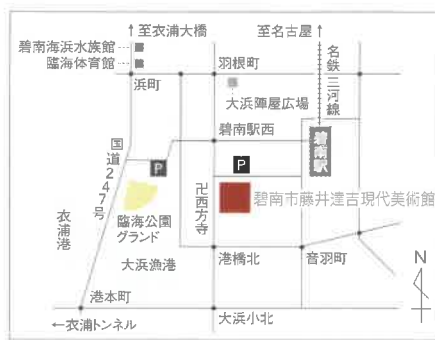 ↑至衣浦大橋
至名古屋↑
碧南海浜水族館
臨海体育館
名鉄三河線
浜町
羽根町
大浜陣屋広場
碧南駅西
碧南駅
国道247号
P
P
衣浦港
臨海公園
グランド
卍西方寺
碧南市藤井達吉現代美術館
大浜漁港
港橋北
音羽町
N
港本町
大浜小北
←衣浦トンネル